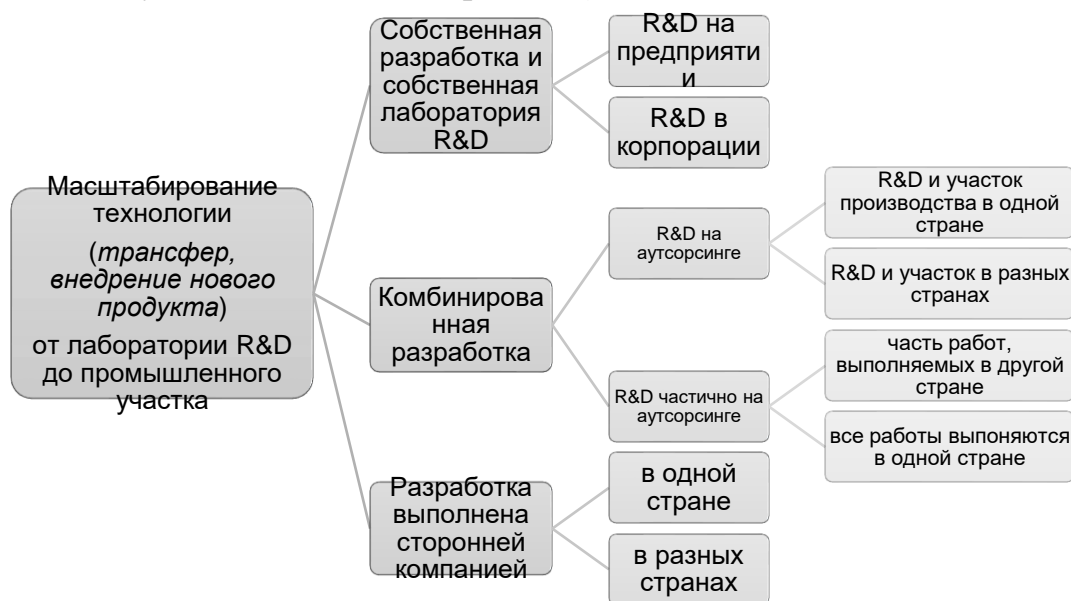 Масштабирование
технологии
(трансфер,
внедрение нового
продукта)
от лаборатории R&D
до промышленного
участка
Собственная
разработка и
собственная
лаборатория
R&D
R&D на
предприяти
и
R&D в
корпорации
Комбинирова
нная
разработка
R&D на
аутсорсинге
R&D и участок
производства в одной
стране
R&D и участок в разных
странах
R&D частично на
аутсорсинге
часть работ,
выполняемых в другой
стране
все работы выпоняются
в одной стране
Разработка
выполнена
сторонней
компанией
в одной
стране
в разных
странах